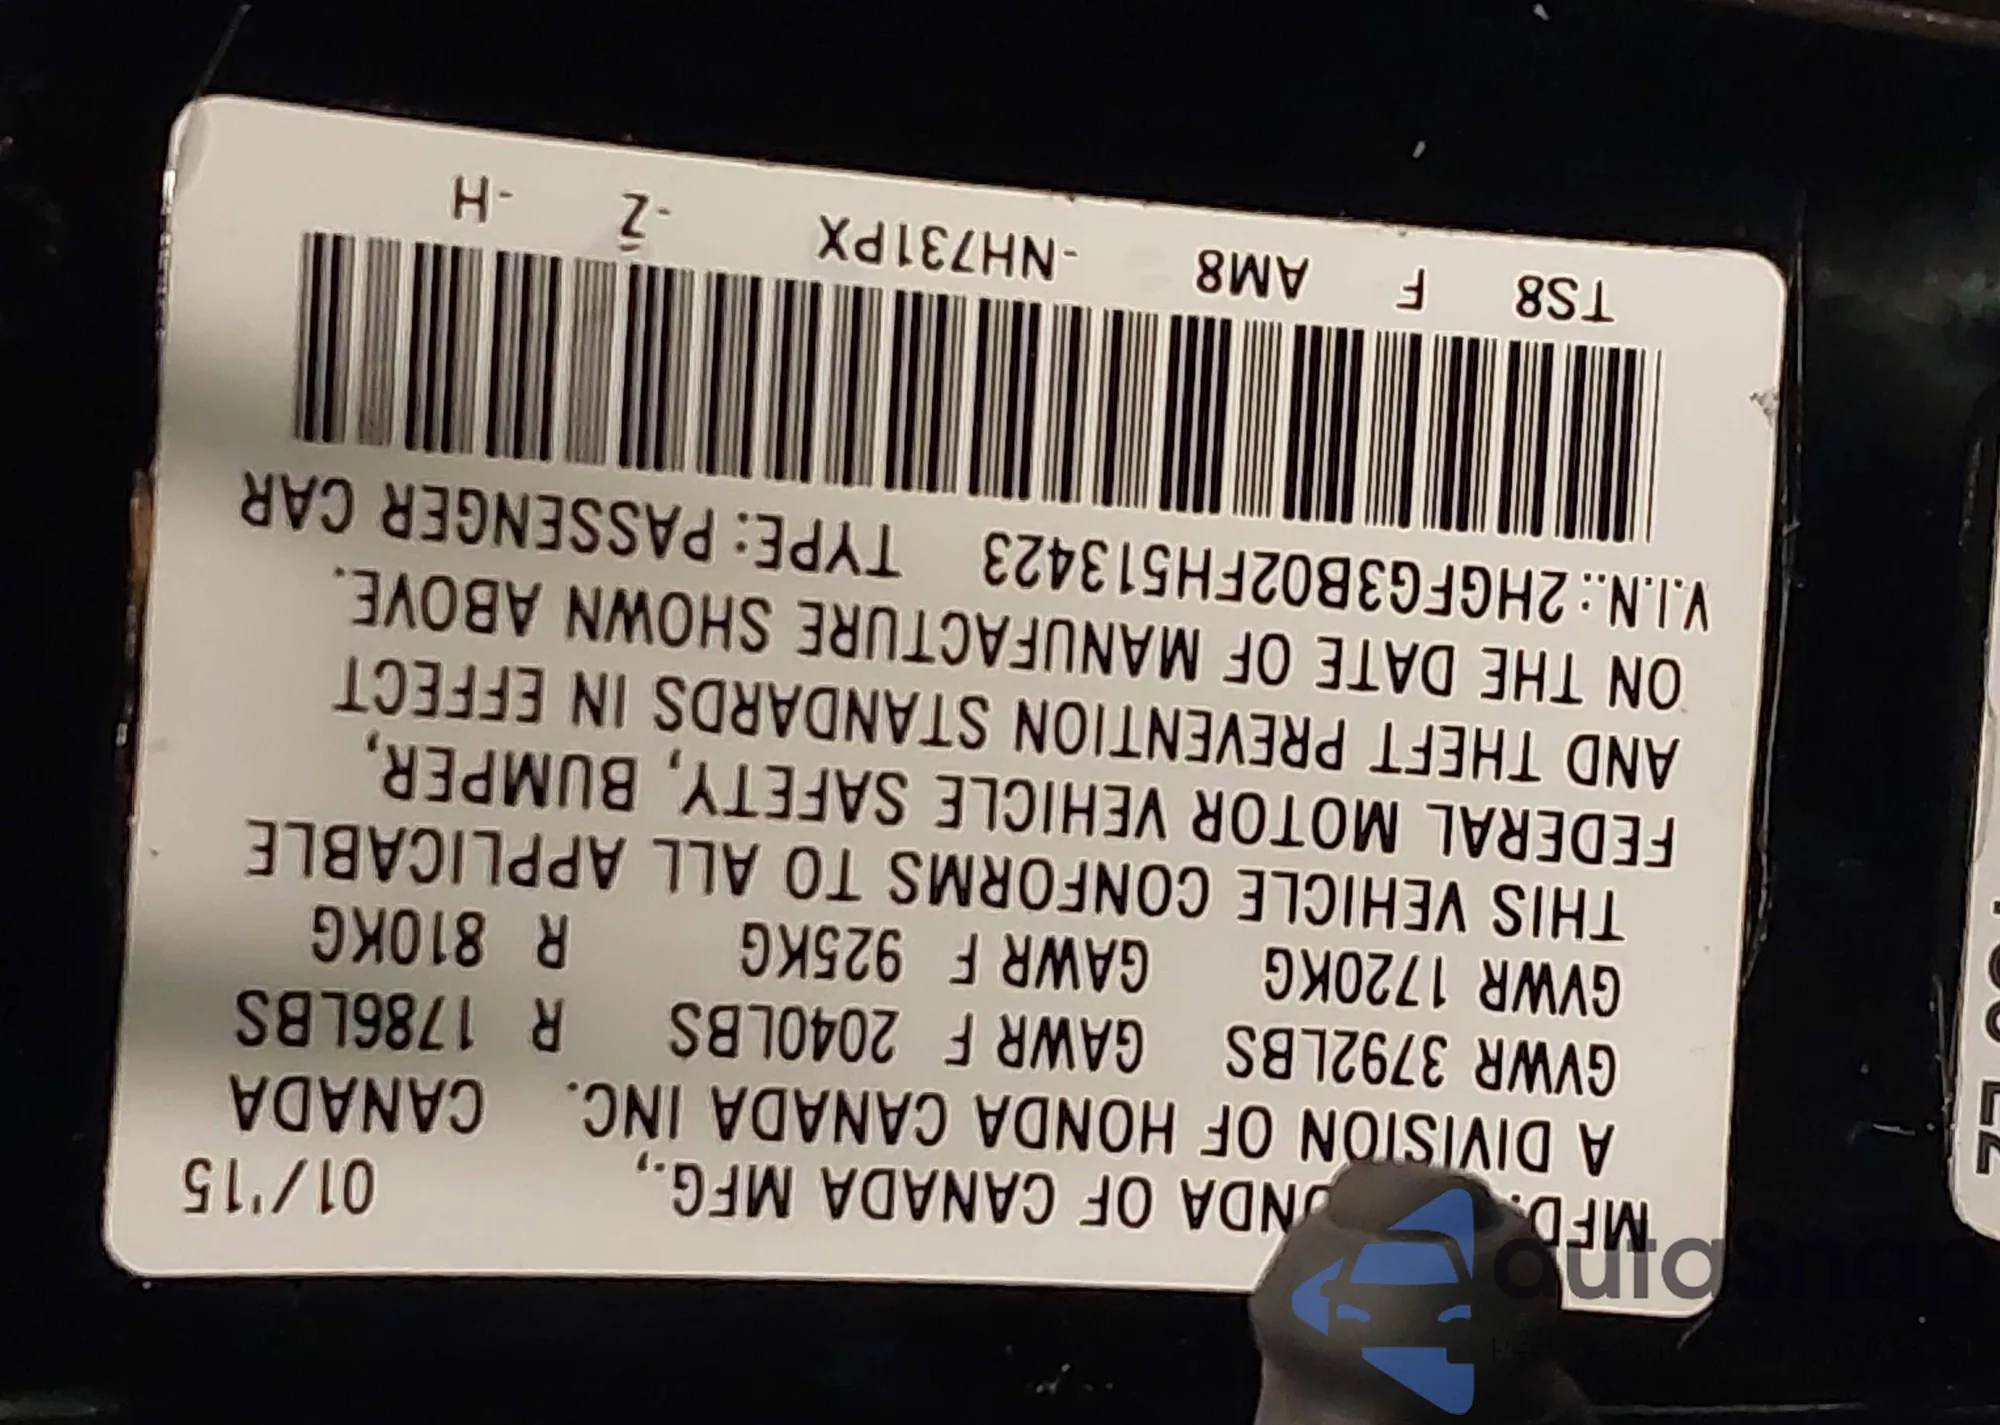 MFD. ONDA OF CANADA MFG., 01/'15
A DIVISION OF HONDA CANADA INC. CANADA
GVWR 3792LBS GAWR F 2040LBS R 1786LBS
GVWR 1720KG GAWR F 925KG R 810KG
THIS VEHICLE CONFORMS TO ALL APPLICABLE
FEDERAL MOTOR VEHICLE SAFETY, BUMPER,
AND THEFT PREVENTION STANDARDS IN EFFECT
ON THE DATE OF MANUFACTURE SHOWN ABOVE.
V.I.N.: 2HGFG3B02FH513423 TYPE: PASSENGER CAR
TS8 F AM8 -NH731PX -Z -H
autosnap